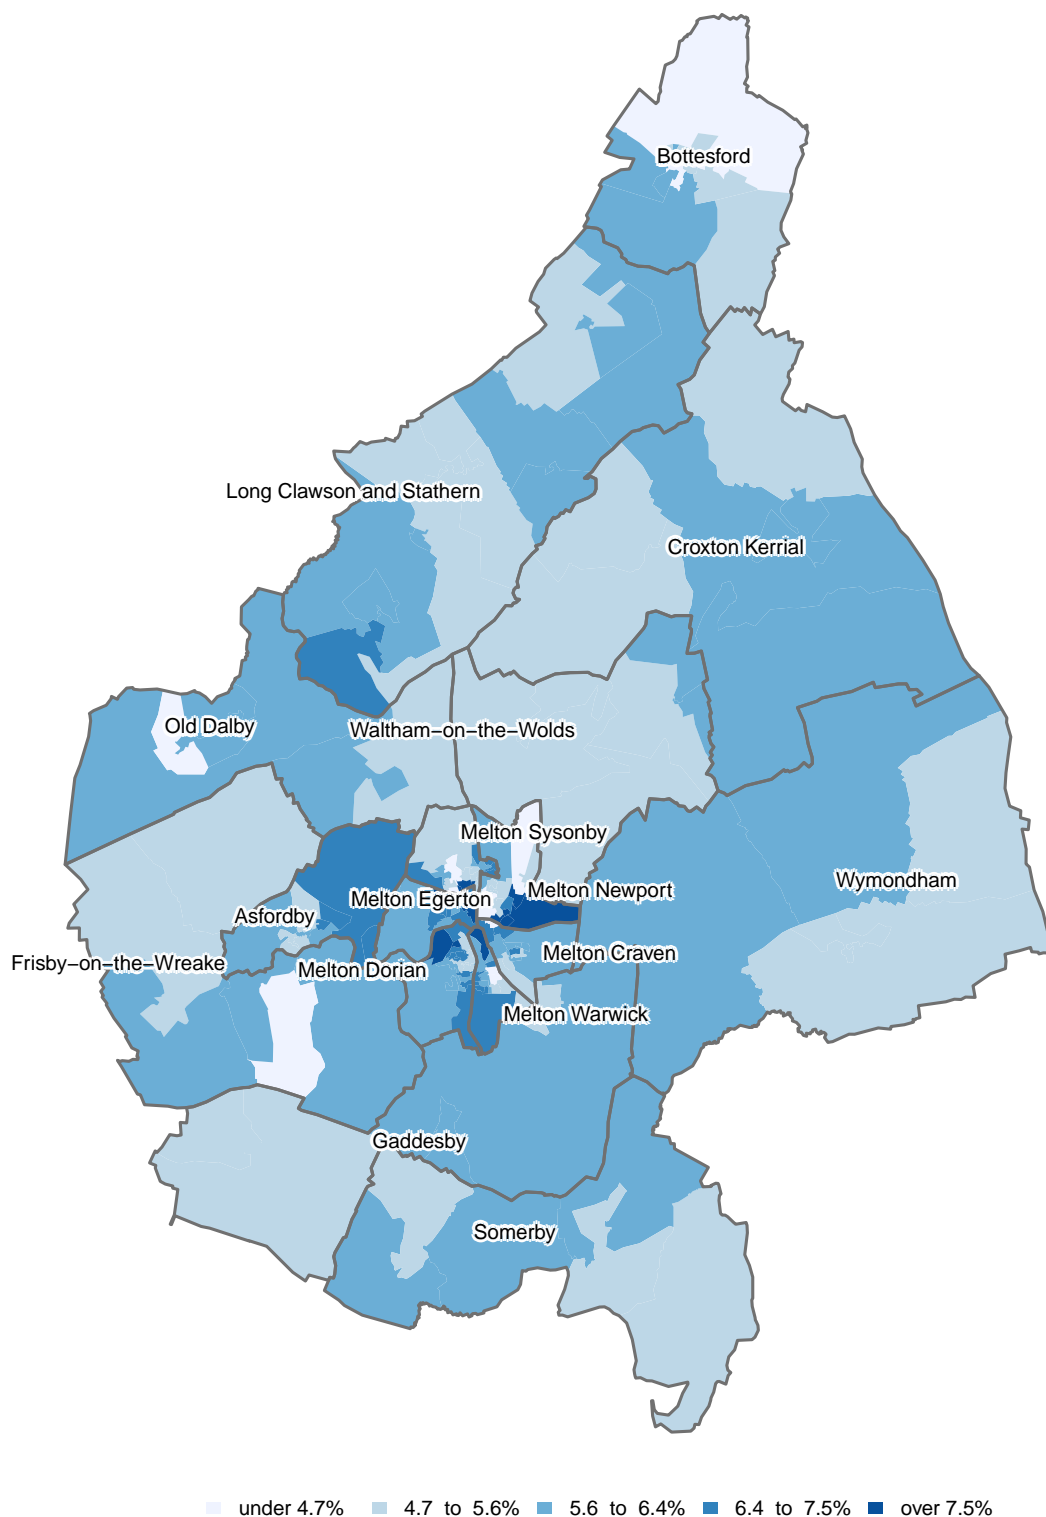 Bottesford
Long Clawson and Stathern
Croxton Kerrial
Old Dalby
Waltham−on−the−Wolds
Melton Sysonby
Wymondham
Melton Newport
Melton Egerton
Asfordby
Melton Craven
Frisby−on−the−Wreake
Melton Dorian
Melton Warwick
Gaddesby
Somerby
under 4.7% 4.7 to 5.6% 5.6 to 6.4% 6.4 to 7.5% over 7.5%